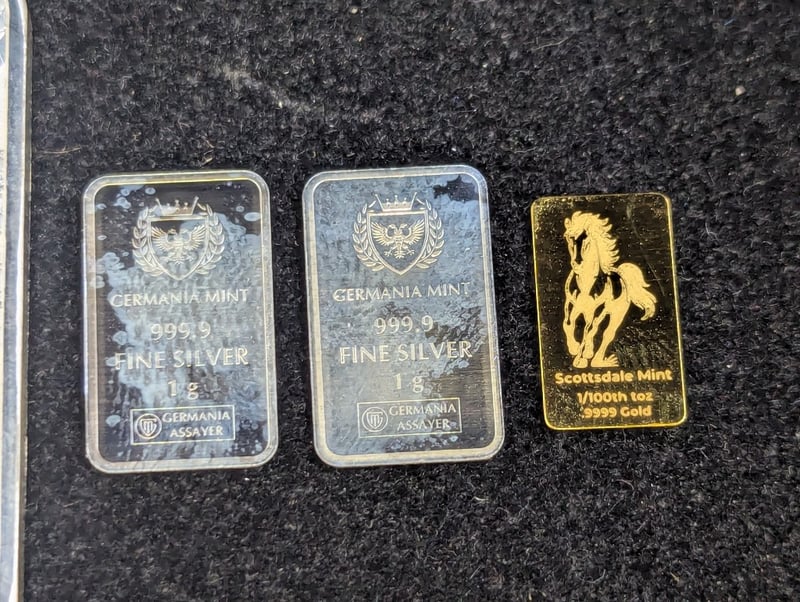 GERMANIA MINT
999.9
FINE SILVER
1 g
GERMANIA
ASSAYER
GERMANIA MINT
999.9
FINE SILVER
1 g
GERMANIA
ASSAYER
Scottsdale Mint
1/100th toz
.9999 Gold